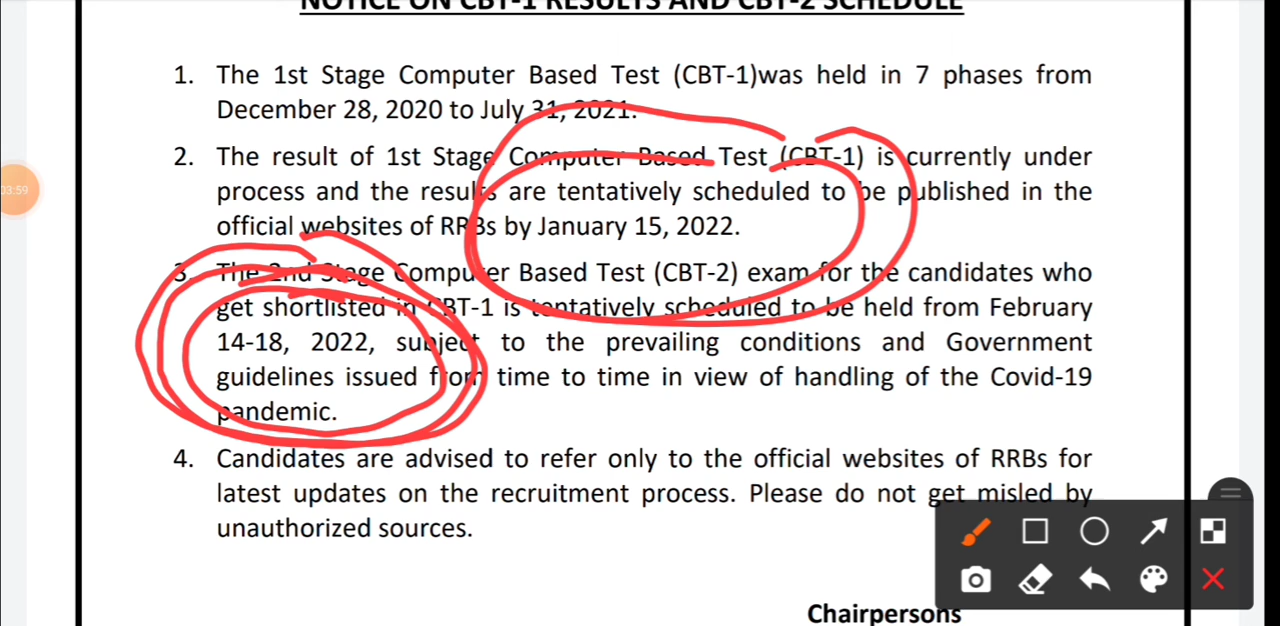 NOTICE ON CBT-1 RESULTS AND CBT-2 SCHEDULE
1. The 1st Stage Computer Based Test (CBT-1)was held in 7 phases from
December 28, 2020 to July 31, 2021.
2. The result of 1st Stage Computer Based Test (CBT-1) is currently under
process and the results are tentatively scheduled to be published in the
official websites of RRBs by January 15, 2022.
03:59
3. The 2nd Stage Computer Based Test (CBT-2) exam for the candidates who
get shortlisted in CBT-1 is tentatively scheduled to be held from February
14-18, 2022, subject to the prevailing conditions and Government
guidelines issued from time to time in view of handling of the Covid-19
pandemic.
4. Candidates are advised to refer only to the official websites of RRBs for
latest updates on the recruitment process. Please do not get misled by
unauthorized sources.
Chairpersons